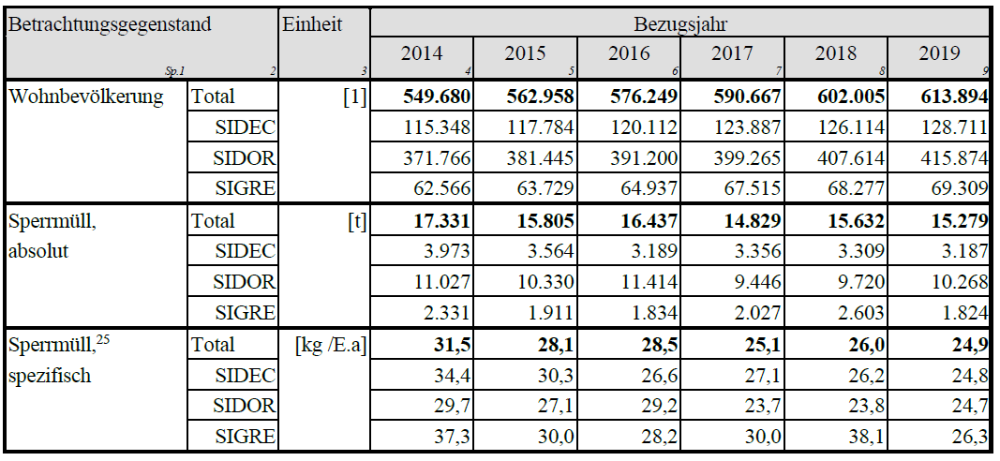 Betrachtungsgegenstand Einheit Bezugsjahr
2014 2015 2016 2017 2018 2019
Sp.1 2 3 4 5 6 7 8 9
Wohnbevölkerung Total [1] 549.680 562.958 576.249 590.667 602.005 613.894
SIDEC 115.348 117.784 120.112 123.887 126.114 128.711
SIDOR 371.766 381.445 391.200 399.265 407.614 415.874
SIGRE 62.566 63.729 64.937 67.515 68.277 69.309
Sperrmüll, Total [t] 17.331 15.805 16.437 14.829 15.632 15.279
absolut SIDEC 3.973 3.564 3.189 3.356 3.309 3.187
SIDOR 11.027 10.330 11.414 9.446 9.720 10.268
SIGRE 2.331 1.911 1.834 2.027 2.603 1.824
Sperrmüll,25 Total [kg /E.a] 31,5 28,1 28,5 25,1 26,0 24,9
spezifisch SIDEC 34,4 30,3 26,6 27,1 26,2 24,8
SIDOR 29,7 27,1 29,2 23,7 23,8 24,7
SIGRE 37,3 30,0 28,2 30,0 38,1 26,3